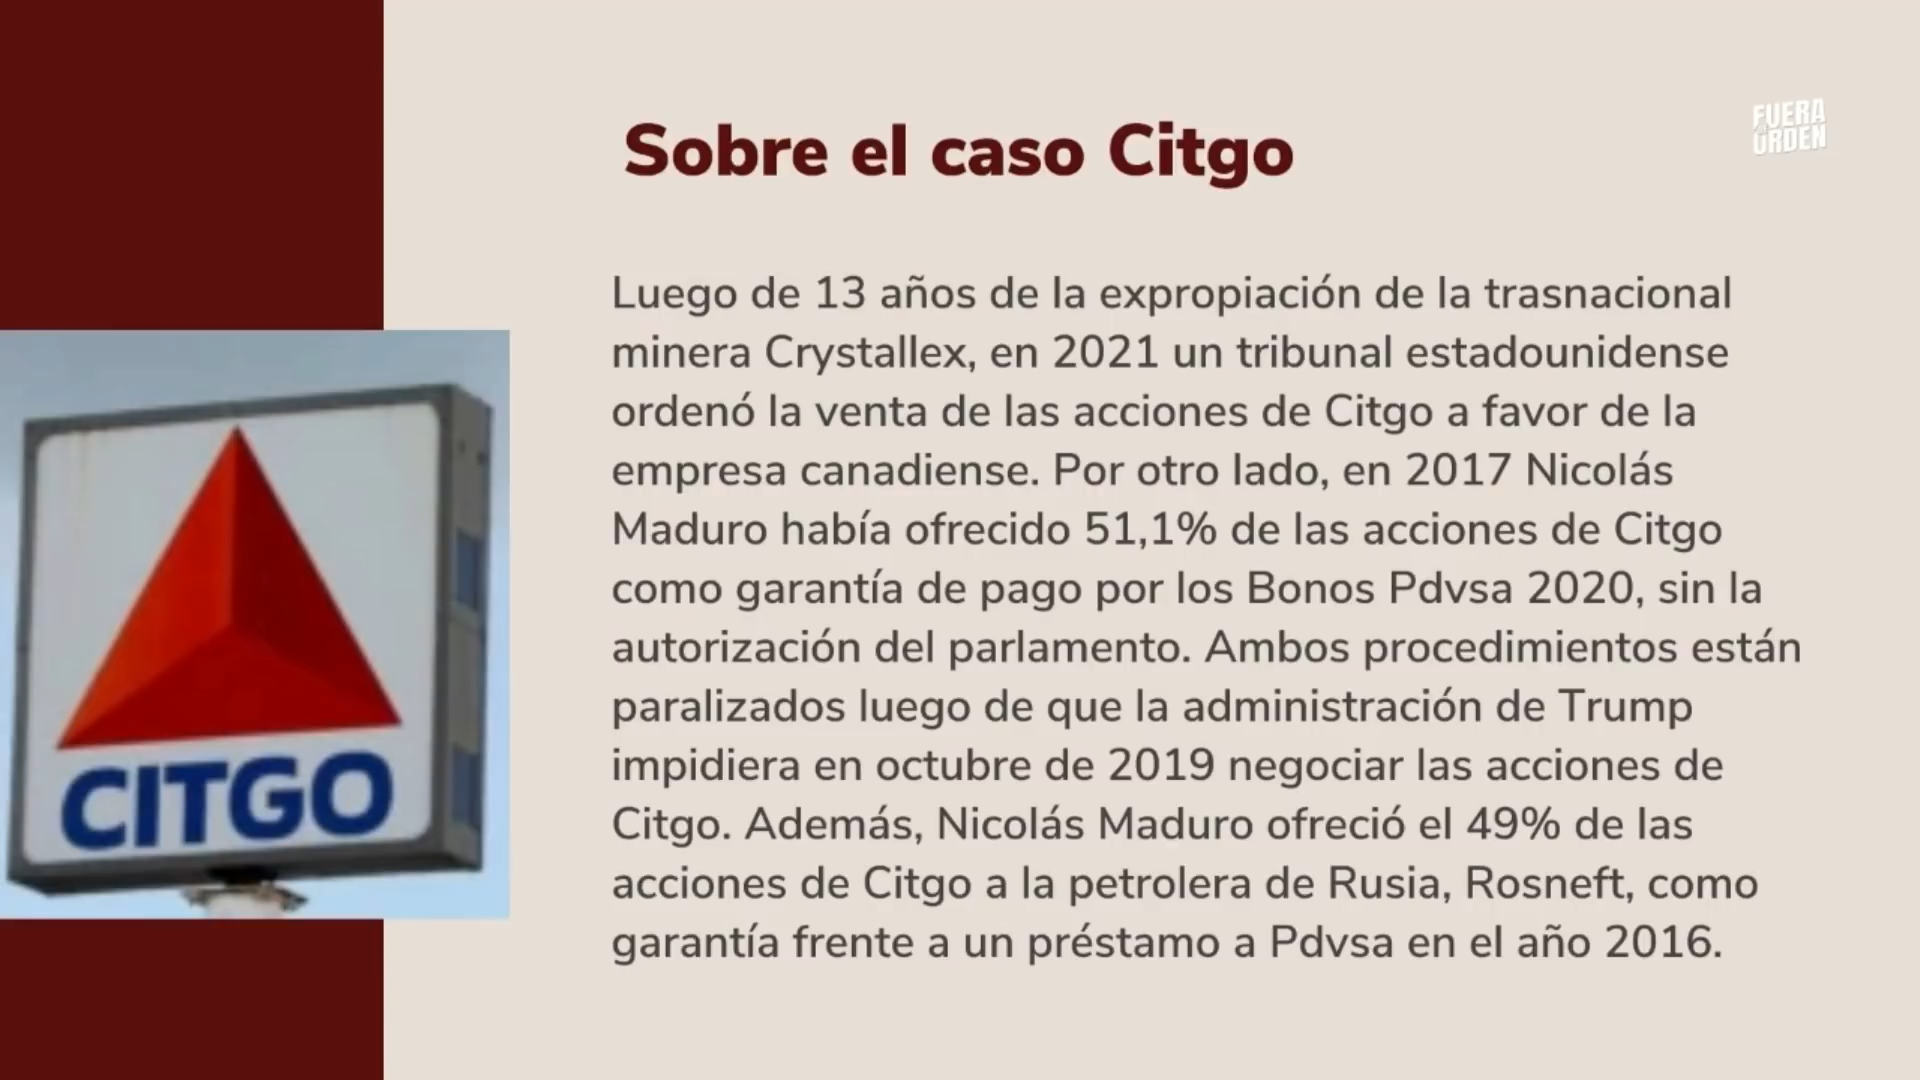 Sobre el caso Citgo
FUERA
ORDEN
Luego de 13 años de la expropiación de la trasnacional
minera Crystallex, en 2021 un tribunal estadounidense
ordenó la venta de las acciones de Citgo a favor de la
empresa canadiense. Por otro lado, en 2017 Nicolás
Maduro había ofrecido 51,1% de las acciones de Citgo
como garantía de pago por los Bonos Pdvsa 2020, sin la
autorización del parlamento. Ambos procedimientos están
paralizados luego de que la administración de Trump
impidiera en octubre de 2019 negociar las acciones de
Citgo. Además, Nicolás Maduro ofreció el 49% de las
acciones de Citgo a la petrolera de Rusia, Rosneft, como
garantía frente a un préstamo a Pdvsa en el año 2016.
CITGO